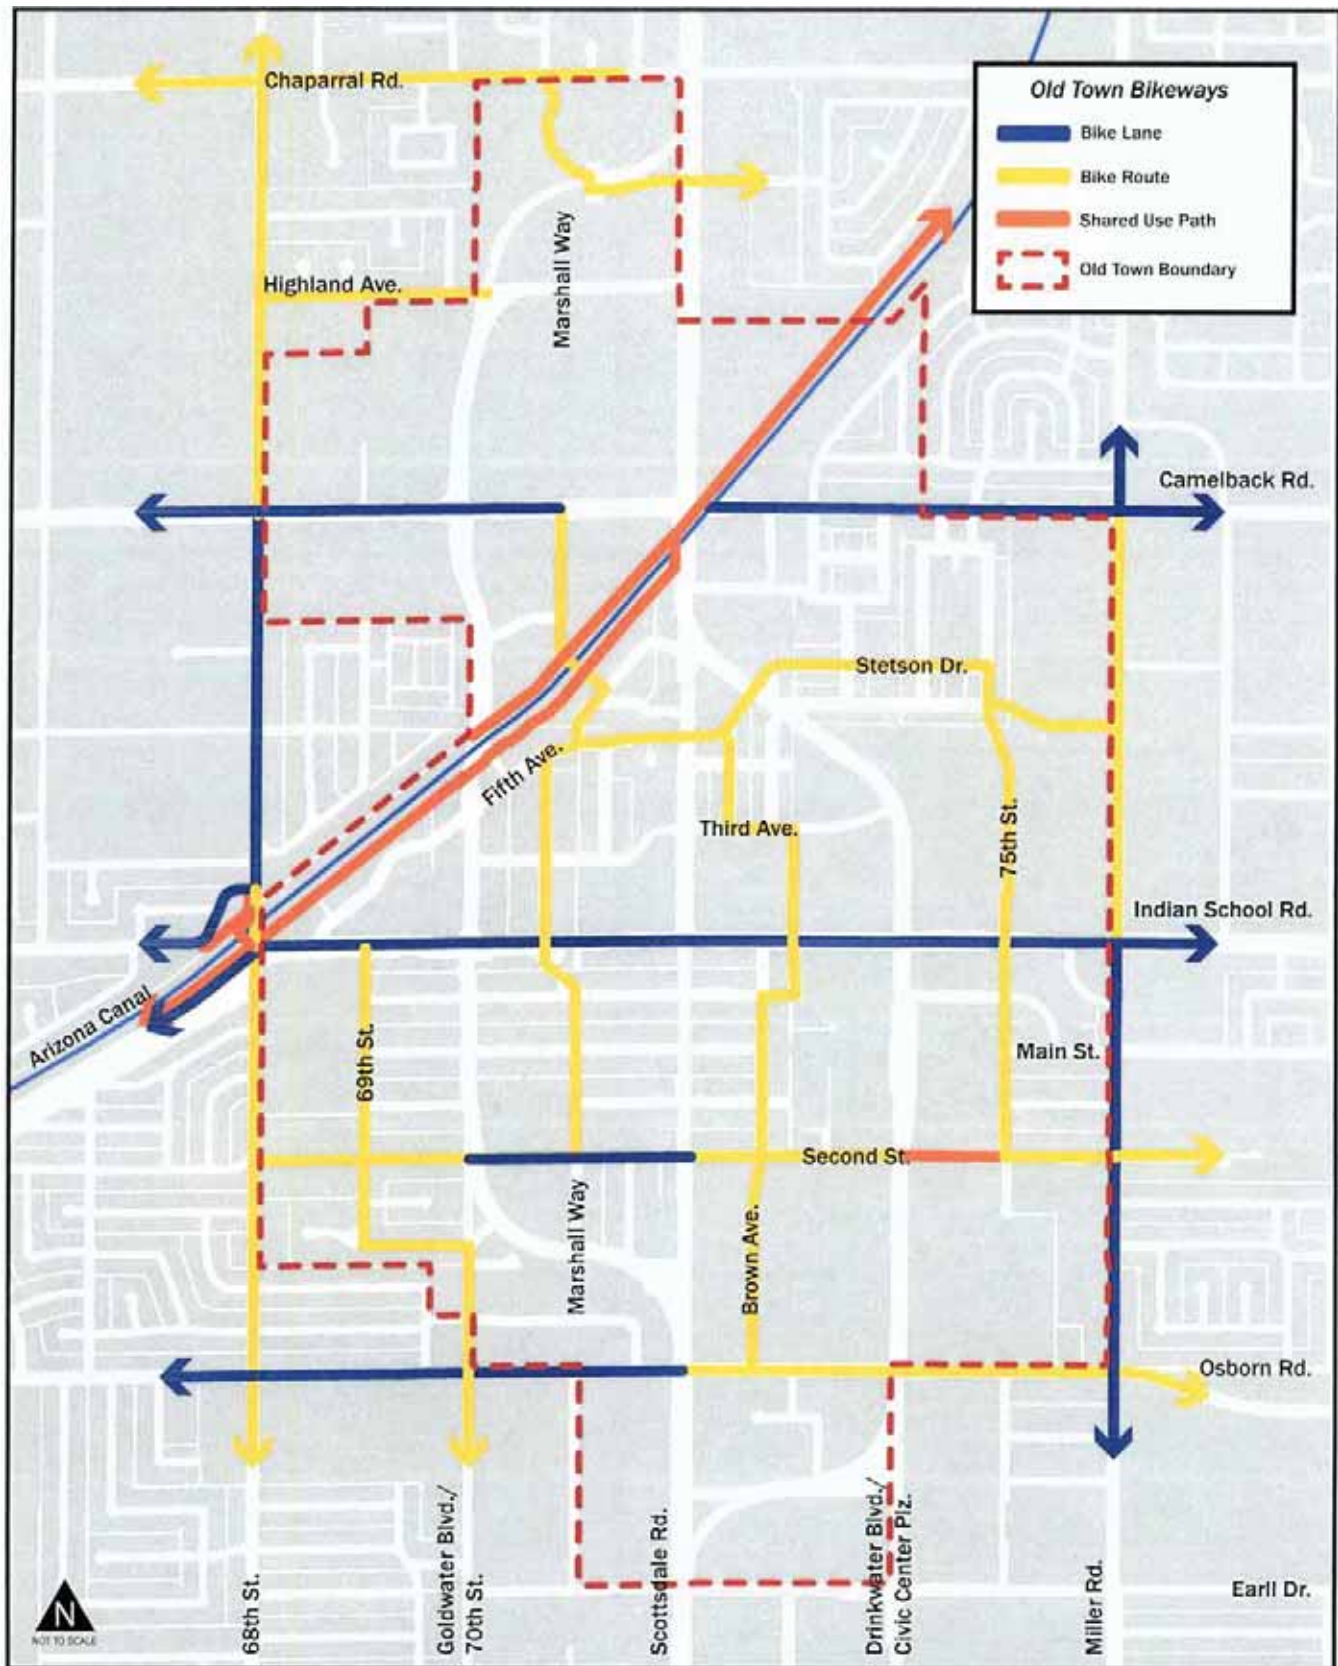 Old Town Bikeways
Bike Lane
Bike Route
Shared Use Path
Old Town Boundary
Chaparral Rd.
Marshall Way
Highland Ave.
Camelback Rd.
Stetson Dr.
Fifth Ave.
Third Ave.
75th St.
Indian School Rd.
Arizona Canal
69th St.
Main St.
Second St.
Marshall Way
Brown Ave.
Osborn Rd.
68th St.
Goldwater Blvd./
70th St.
Scottsdale Rd.
Drinkwater Blvd./
Civic Center Plz.
Miller Rd.
Earll Dr.
N
NOT TO SCALE